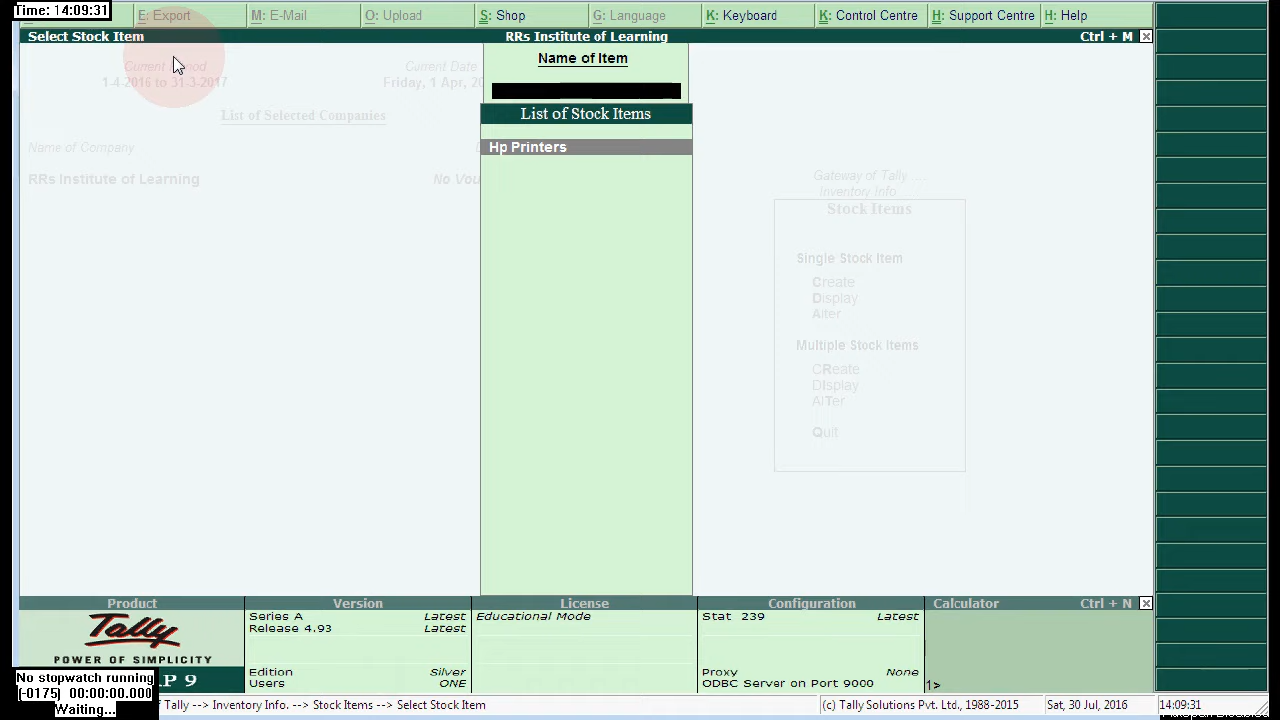 Time: 14:09:31
E: Export
M: E-Mail
O: Upload
S: Shop
G: Language
K: Keyboard
K: Control Centre
H: Support Centre
H: Help
Select Stock Item
RRs Institute of Learning
Ctrl + M
Current Period
1-4-2016 to 31-3-2017
Current Date
Friday, 1 Apr, 20
List of Selected Companies
Name of Company
RRs Institute of Learning
No Vou
Name of Item
List of Stock Items
Hp Printers
Gateway of Tally .....
Inventory Info.
Stock Items
Single Stock Item
Create
Display
Alter
Multiple Stock Items
CReate
DIsplay
AlTer
Quit
Product
Version
License
Configuration
Calculator
Ctrl + N
Tally
POWER OF SIMPLICITY
P 9
Series A Latest
Release 4.93 Latest
Edition Silver
Users ONE
Educational Mode
Stat 239 Latest
Proxy None
ODBC Server on Port 9000
1>
No stopwatch running
[-0175] 00:00:00.000
Waiting...
Tally --> Inventory Info. --> Stock Items --> Select Stock Item
(c) Tally Solutions Pvt. Ltd., 1988-2015
Sat, 30 Jul, 2016
14:09:31